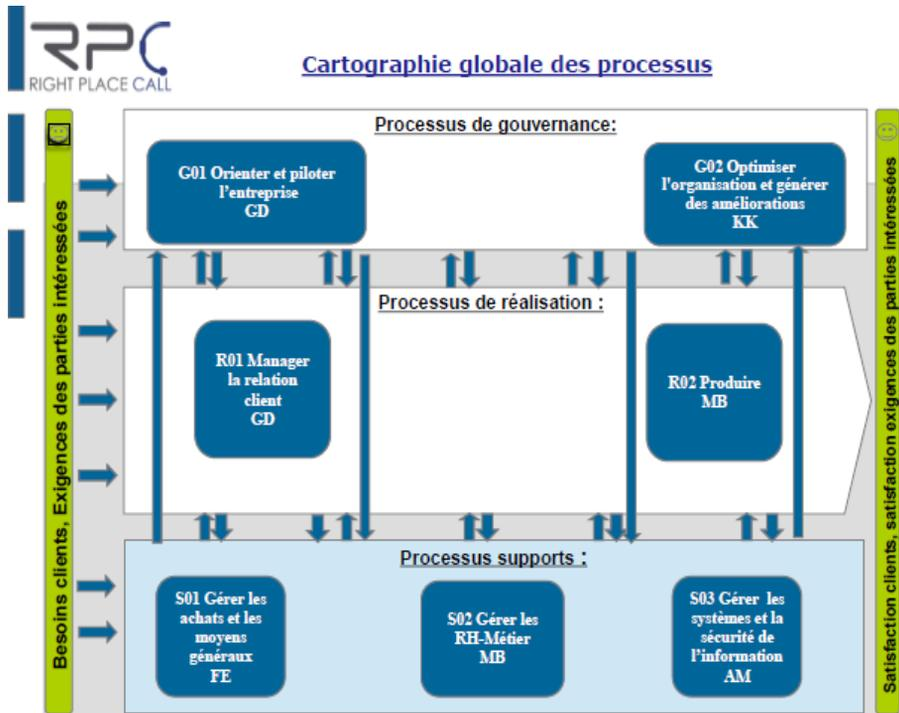 RPC
RIGHT PLACE CALL
Cartographie globale des processus
Besoins clients, Exigences des parties intéressées
Processus de gouvernance:
G01 Orienter et piloter
l’entreprise
GD
G02 Optimiser
l'organisation et générer
des améliorations
KK
Processus de réalisation :
R01 Manager
la relation
client
GD
R02 Produire
MB
Processus supports :
S01 Gérer les
achats et les
moyens
généraux
FE
S02 Gérer les
RH-Métier
MB
S03 Gérer les
systèmes et la
sécurité de
l’information
AM
Satisfaction clients, satisfaction exigences des parties intéressées